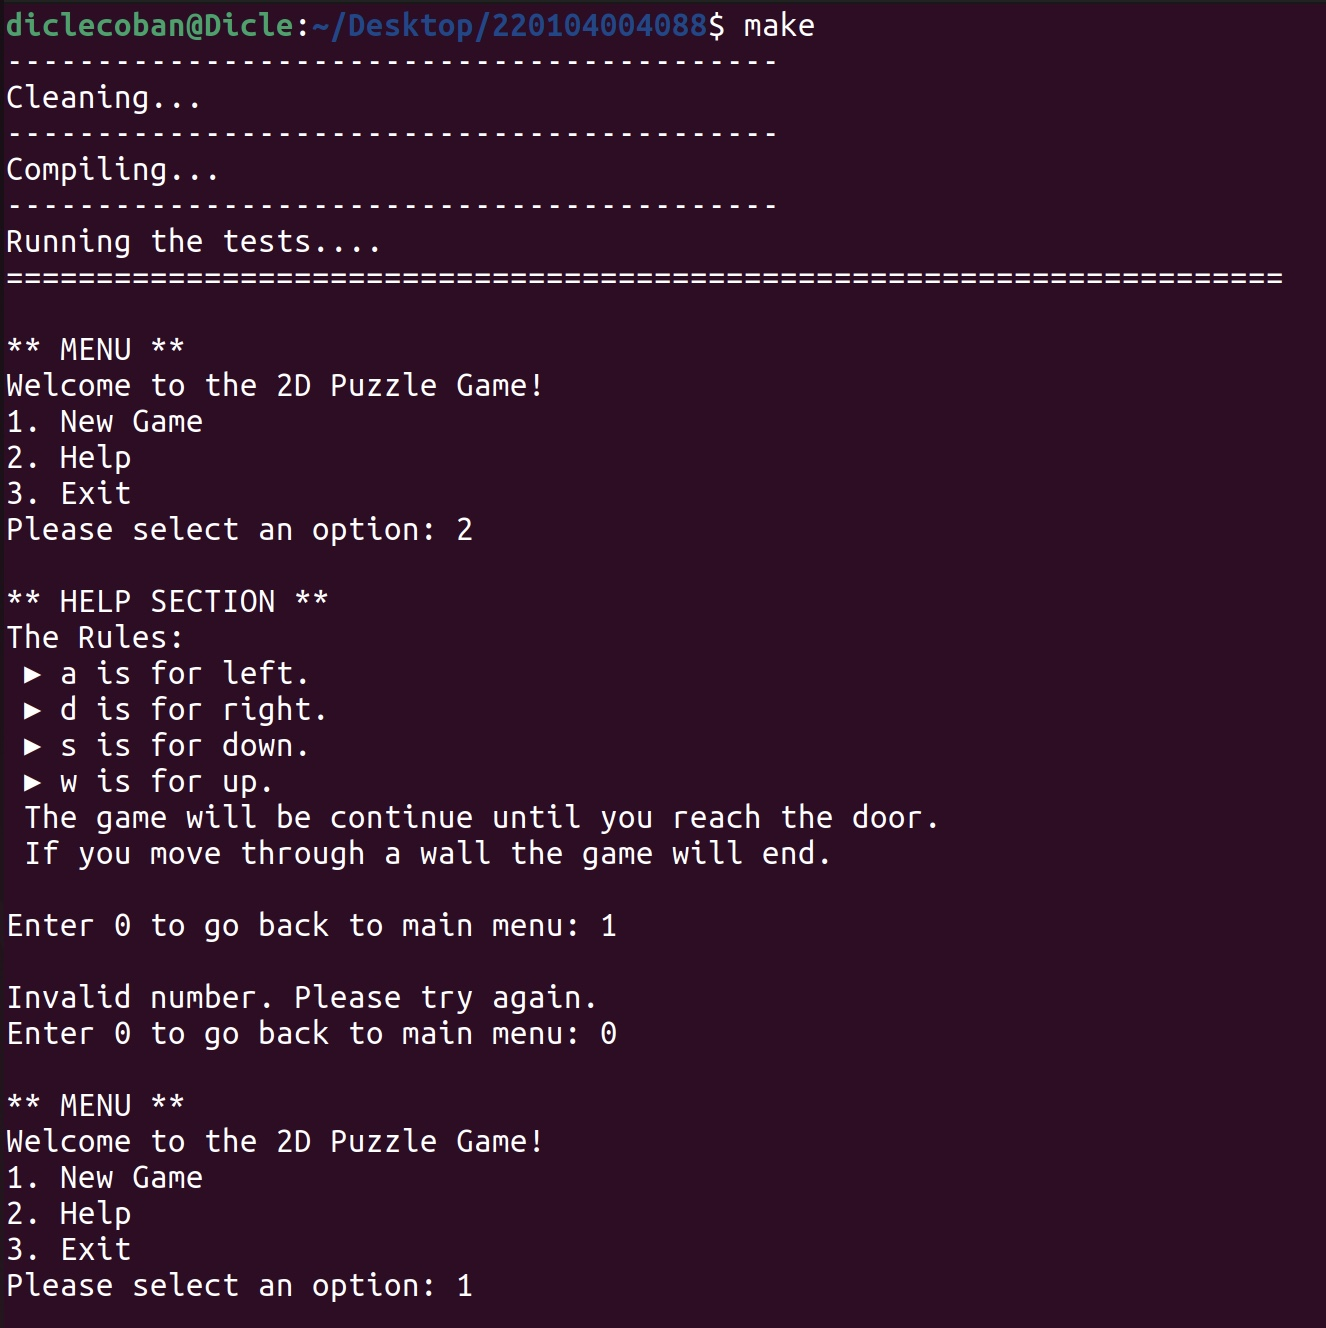 diclecoban@Dicle:~/Desktop/220104004088$ make
-------------------------------------------
Cleaning...
-------------------------------------------
Compiling...
-------------------------------------------
Running the tests....
=======================================================================
** MENU **
Welcome to the 2D Puzzle Game!
1. New Game
2. Help
3. Exit
Please select an option: 2
** HELP SECTION **
The Rules:
► a is for left.
► d is for right.
► s is for down.
► w is for up.
The game will be continue until you reach the door.
If you move through a wall the game will end.
Enter 0 to go back to main menu: 1
Invalid number. Please try again.
Enter 0 to go back to main menu: 0
** MENU **
Welcome to the 2D Puzzle Game!
1. New Game
2. Help
3. Exit
Please select an option: 1